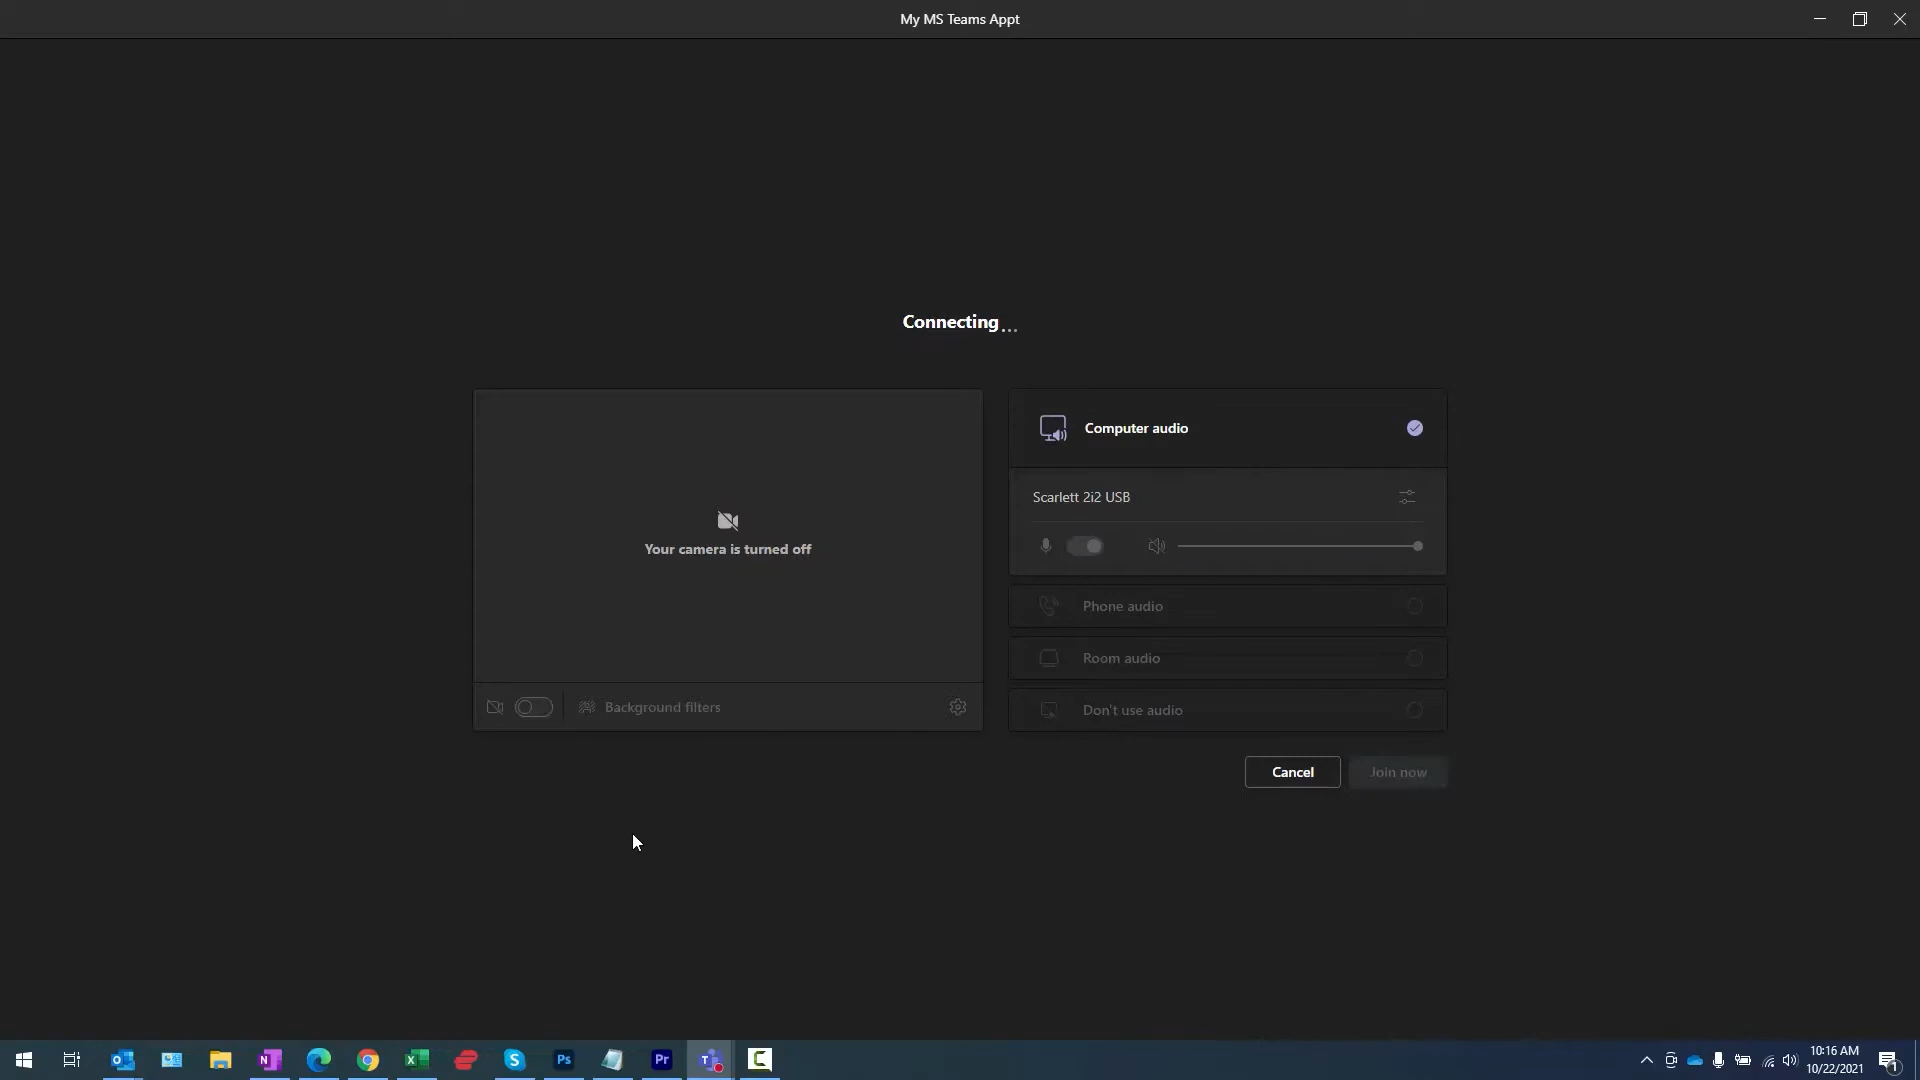 My MS Teams Appt
Connecting...
Your camera is turned off
Background filters
Computer audio
Scarlett 2i2 USB
Phone audio
Room audio
Don't use audio
Cancel
Join now
10:16 AM
10/22/2021
1